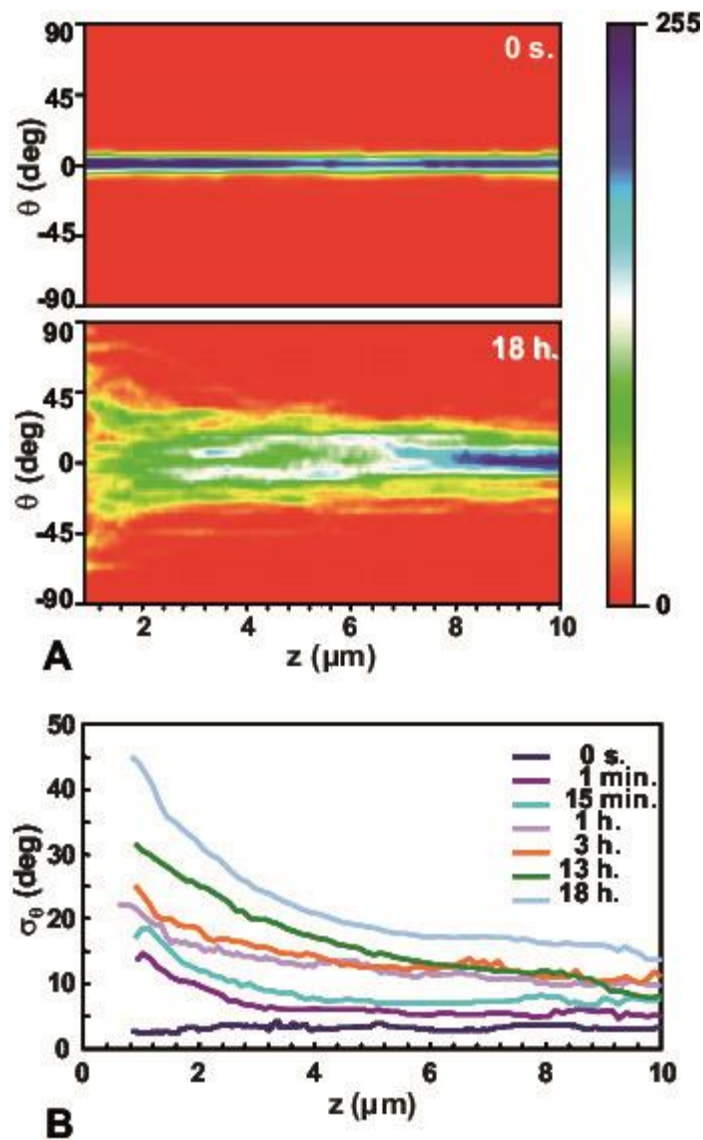 90
45
0
-45
-90
θ (deg)
0 s.
255
0
90
45
0
-45
-90
θ (deg)
18 h.
2 4 6 8 10
z (µm)
A
50
40
30
20
10
0
σθ (deg)
0 s.
1 min.
15 min.
1 h.
3 h.
13 h.
18 h.
0 2 4 6 8 10
z (µm)
B